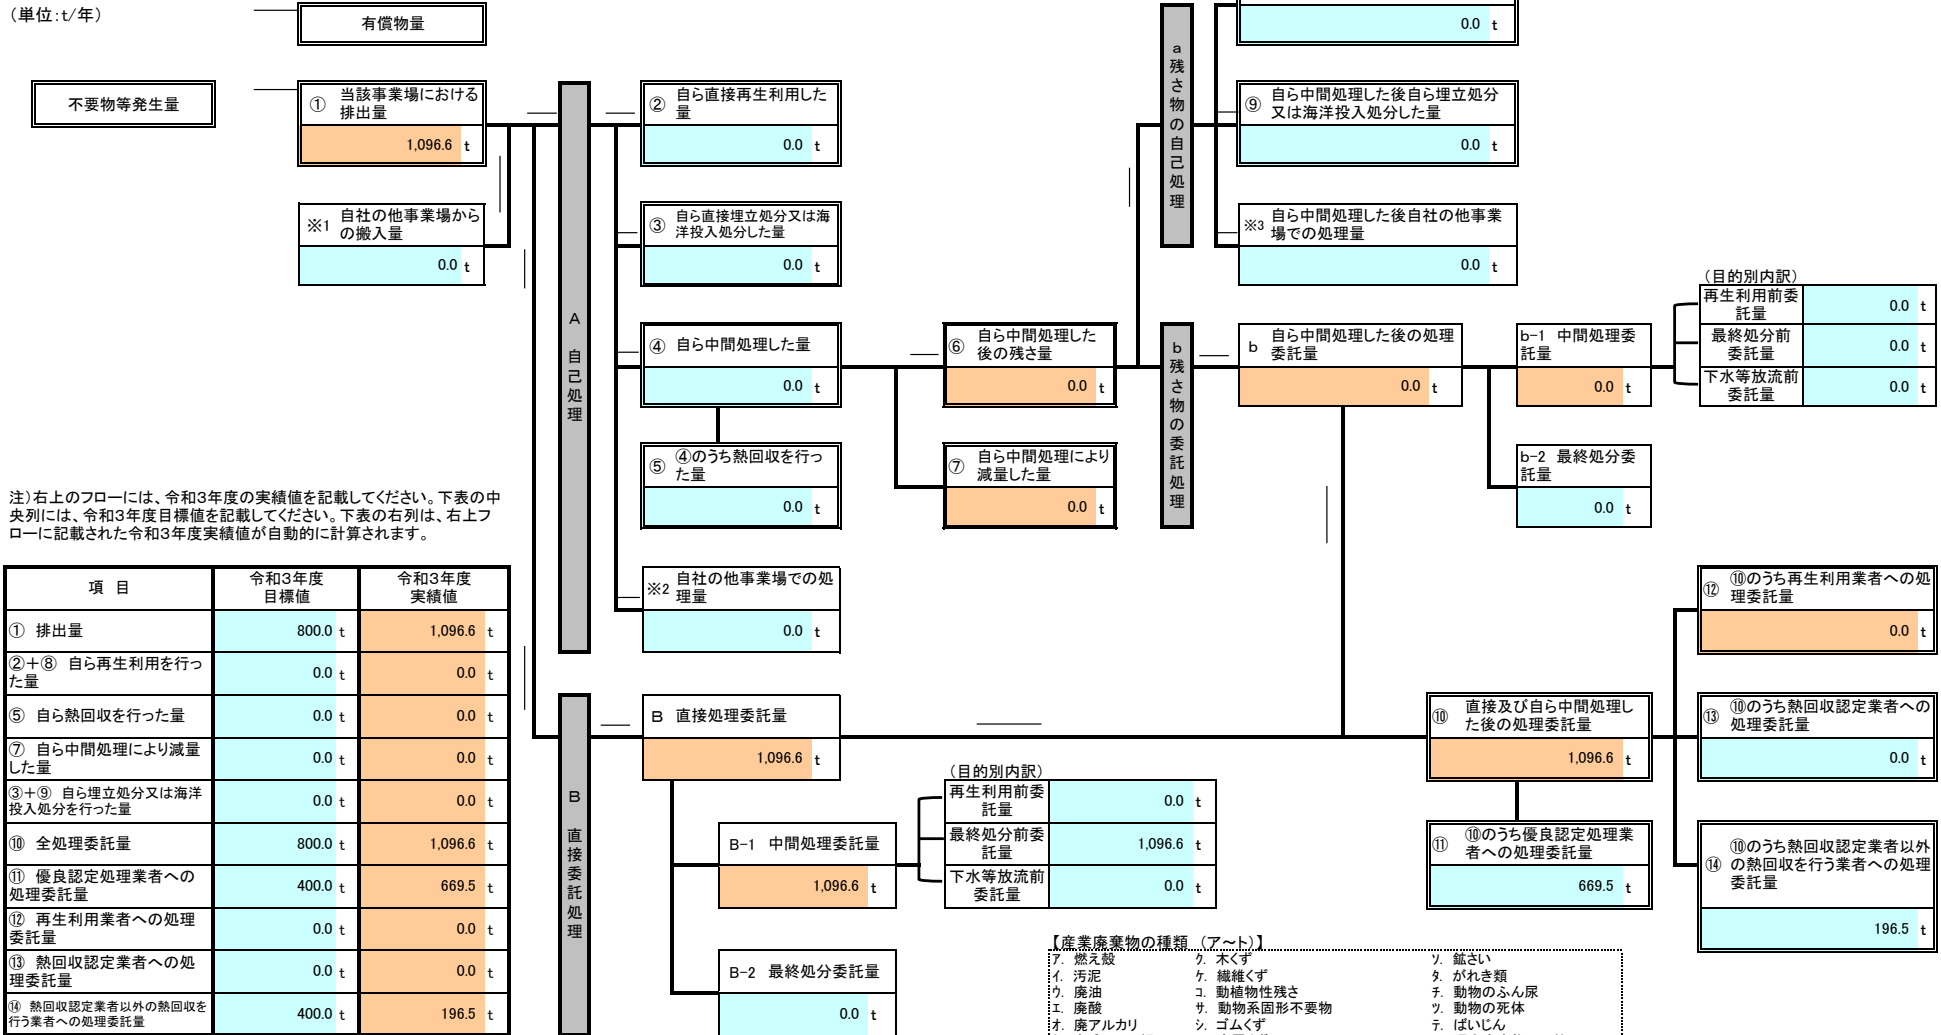 （単位:t/年）
有償物量
0.0 t
不要物等発生量
① 当該事業場における
排出量
1,096.6 t
※1 自社の他事業場から
の搬入量
0.0 t
A 自己処理
② 自ら直接再生利用した
量
0.0 t
③ 自ら直接埋立処分又は海
洋投入処分した量
0.0 t
④ 自ら中間処理した量
0.0 t
⑤ ④のうち熱回収を行っ
た量
0.0 t
※2 自社の他事業場での処
理量
0.0 t
⑥ 自ら中間処理した
後の残さ量
0.0 t
⑦ 自ら中間処理により
減量した量
0.0 t
a 残さ物の自己処理
⑨ 自ら中間処理した後自ら埋立処分
又は海洋投入処分した量
0.0 t
※3 自ら中間処理した後自社の他事業
場での処理量
0.0 t
b 残さ物の委託処理
b 自ら中間処理した後の処理
委託量
0.0 t
b-1 中間処理委
託量
0.0 t
b-2 最終処分委
託量
0.0 t
（目的別内訳）
再生利用前委
託量
0.0 t
最終処分前
委託量
0.0 t
下水等放流前
委託量
0.0 t
注）右上のフローには、令和3年度の実績値を記載してください。下表の中
央列には、令和3年度目標値を記載してください。下表の右列は、右上フ
ローに記載された令和3年度実績値が自動的に計算されます。
項 目
令和3年度
目標値
令和3年度
実績値
① 排出量 800.0 t 1,096.6 t
②＋⑧ 自ら再生利用を行っ
た量
0.0 t 0.0 t
⑤ 自ら熱回収を行った量 0.0 t 0.0 t
⑦ 自ら中間処理により減量
した量
0.0 t 0.0 t
③＋⑨ 自ら埋立処分又は海洋
投入処分を行った量
0.0 t 0.0 t
⑩ 全処理委託量 800.0 t 1,096.6 t
⑪ 優良認定処理業者への
処理委託量
400.0 t 669.5 t
⑫ 再生利用業者への処理
委託量
0.0 t 0.0 t
⑬ 熱回収認定業者への処
理委託量
0.0 t 0.0 t
⑭ 熱回収認定業者以外の熱回収を
行う業者への処理委託量
400.0 t 196.5 t
B 直接委託処理
B 直接処理委託量
1,096.6 t
B-1 中間処理委託量
1,096.6 t
B-2 最終処分委託量
0.0 t
（目的別内訳）
再生利用前委
託量
0.0 t
最終処分前委
託量
1,096.6 t
下水等放流前
委託量
0.0 t
⑩ 直接及び自ら中間処理し
た後の処理委託量
1,096.6 t
⑪ ⑩のうち優良認定処理業
者への処理委託量
669.5 t
⑫ ⑩のうち再生利用業者への処
理委託量
0.0 t
⑬ ⑩のうち熱回収認定業者への
処理委託量
0.0 t
⑭ ⑩のうち熱回収認定業者以外
の熱回収を行う業者への処理
委託量
196.5 t
【産業廃棄物の種類 （ア～ト）】
ア. 燃え殻 ク. 木くず ソ. 鉱さい
イ. 汚泥 ケ. 繊維くず タ. がれき類
ウ. 廃油 コ. 動植物性残さ チ. 動物のふん尿
エ. 廃酸 サ. 動物系固形不要物 ツ. 動物の死体
オ. 廃アルカリ シ. ゴムくず テ. ばいじん